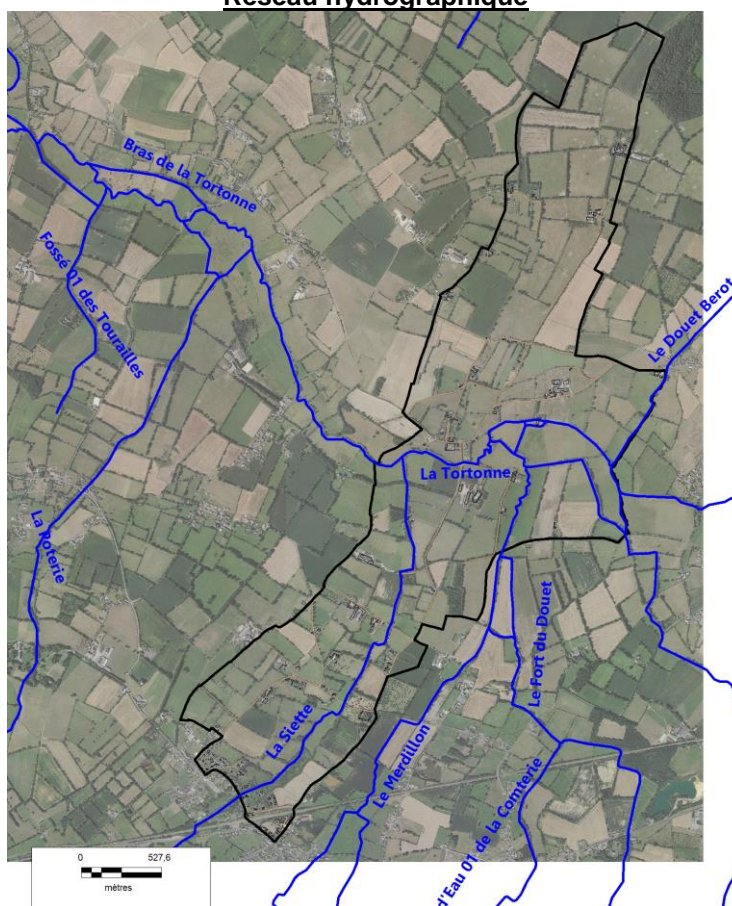 Réseau hydrographique
Bras de la Tortonne
Fossé 01 des Tourailles
Le Douet Berot
La Tortonne
La Poterie
Le Fort du Douet
La Siette
Le Merdillon
d'Eau 01 de la Comterie
0 527,6
mètres